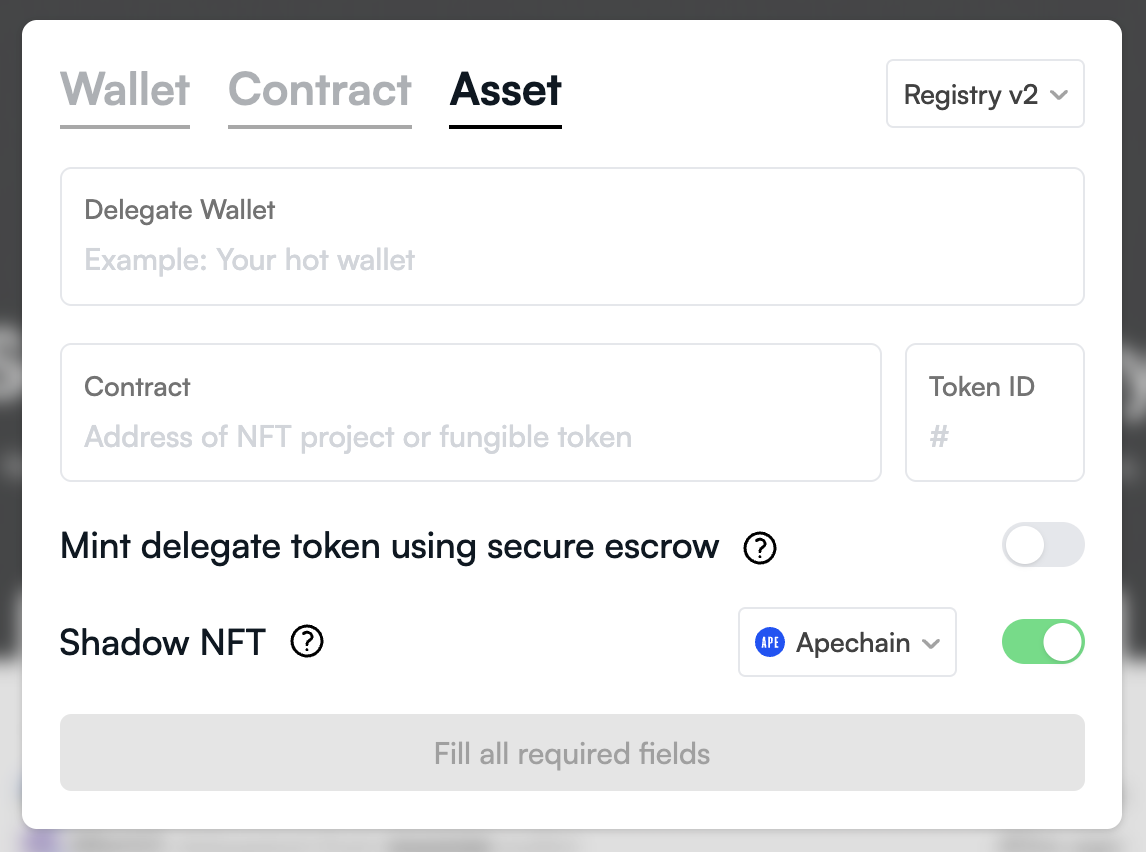 Wallet Contract Asset Registry v2
Delegate Wallet
Example: Your hot wallet
Contract
Address of NFT project or fungible token
Token ID
#
Mint delegate token using secure escrow ?
Shadow NFT ? APE Apechain
Fill all required fields